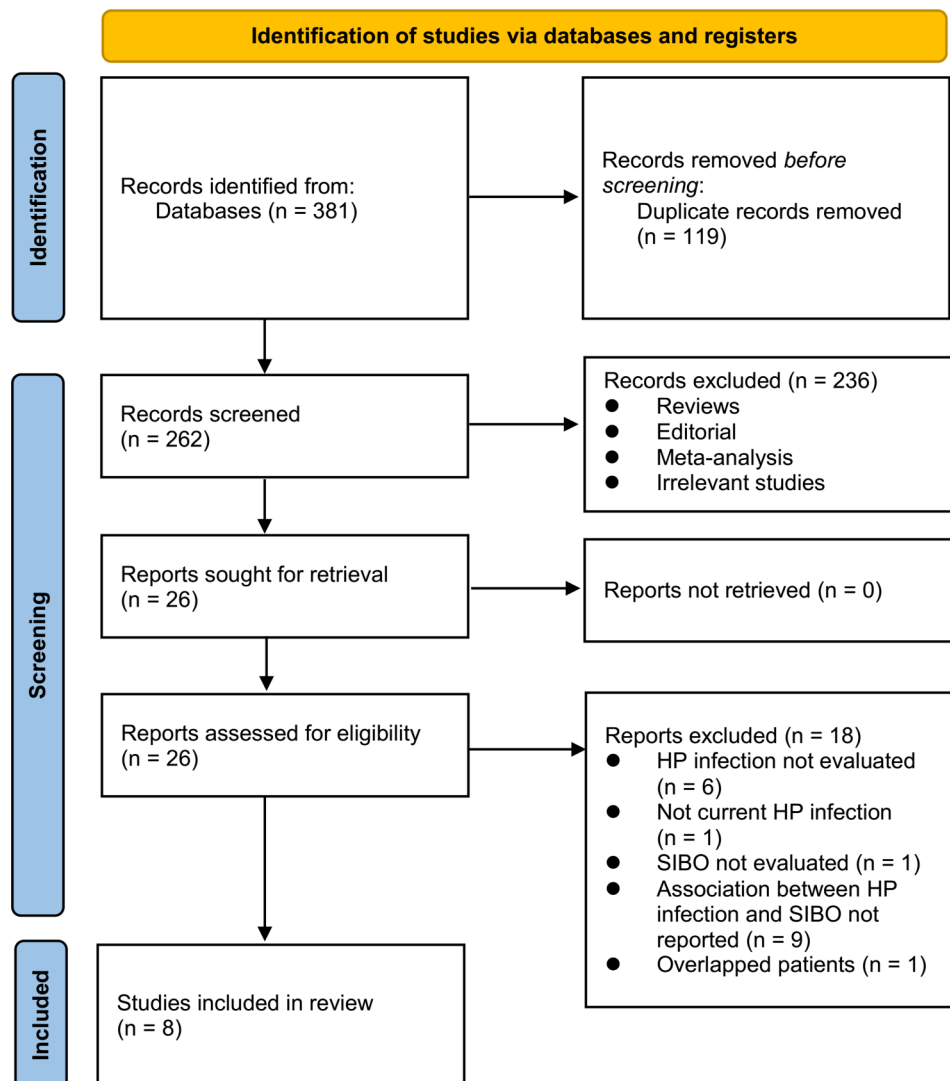 Identification of studies via databases and registers
Identification
Records identified from:
Databases (n = 381)
Records removed before
screening:
Duplicate records removed
(n = 119)
Screening
Records screened
(n = 262)
Records excluded (n = 236)
● Reviews
● Editorial
● Meta-analysis
● Irrelevant studies
Reports sought for retrieval
(n = 26)
Reports not retrieved (n = 0)
Reports assessed for eligibility
(n = 26)
Reports excluded (n = 18)
● HP infection not evaluated
(n = 6)
● Not current HP infection
(n = 1)
● SIBO not evaluated (n = 1)
● Association between HP
infection and SIBO not
reported (n = 9)
● Overlapped patients (n = 1)
Included
Studies included in review
(n = 8)